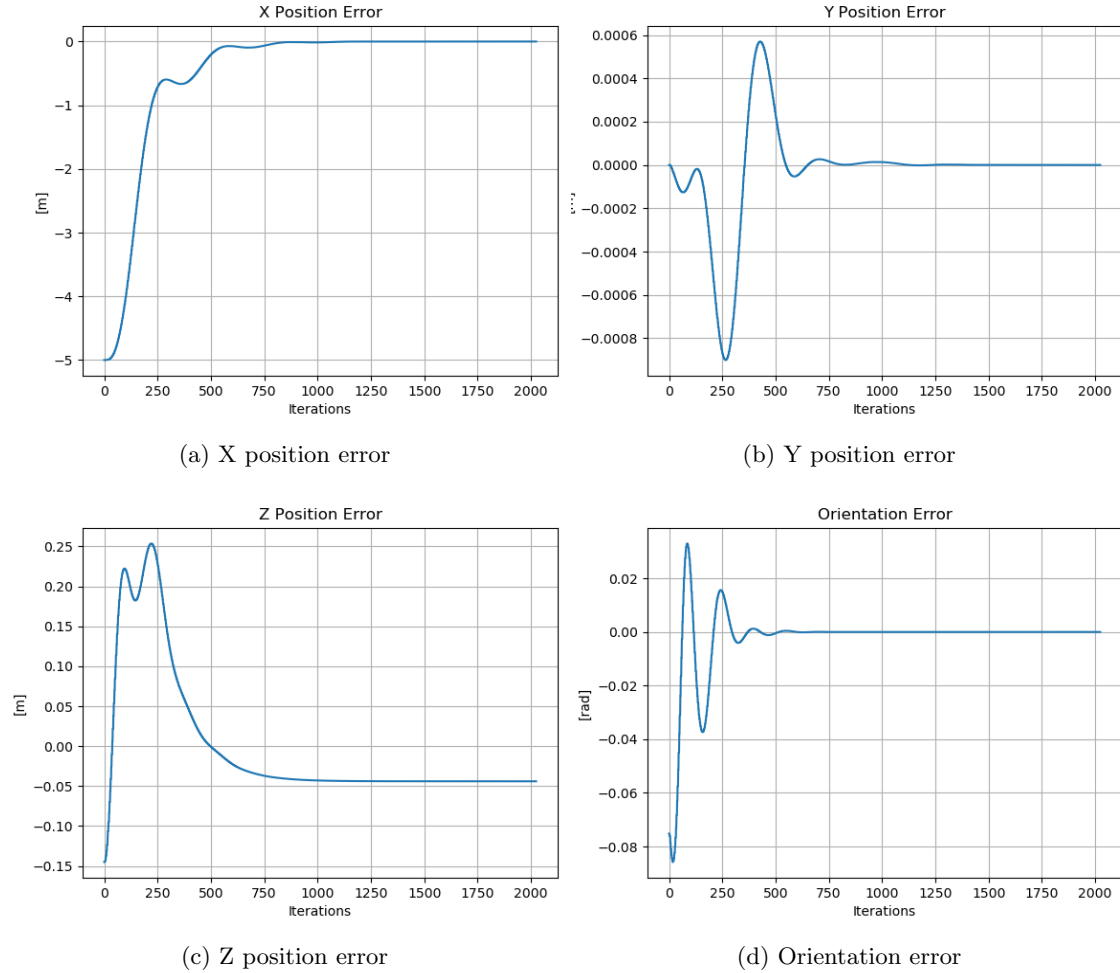 X Position Error
0
−1
−2
−3
−4
−5
[m]
0 250 500 750 1000 1250 1500 1750 2000
Iterations
(a) X position error
Y Position Error
0.0006
0.0004
0.0002
0.0000
−0.0002
−0.0004
−0.0006
−0.0008
0 250 500 750 1000 1250 1500 1750 2000
Iterations
(b) Y position error
Z Position Error
0.25
0.20
0.15
0.10
0.05
0.00
−0.05
−0.10
−0.15
[m]
0 250 500 750 1000 1250 1500 1750 2000
Iterations
(c) Z position error
Orientation Error
0.02
0.00
−0.02
−0.04
−0.06
−0.08
[rad]
0 250 500 750 1000 1250 1500 1750 2000
Iterations
(d) Orientation error